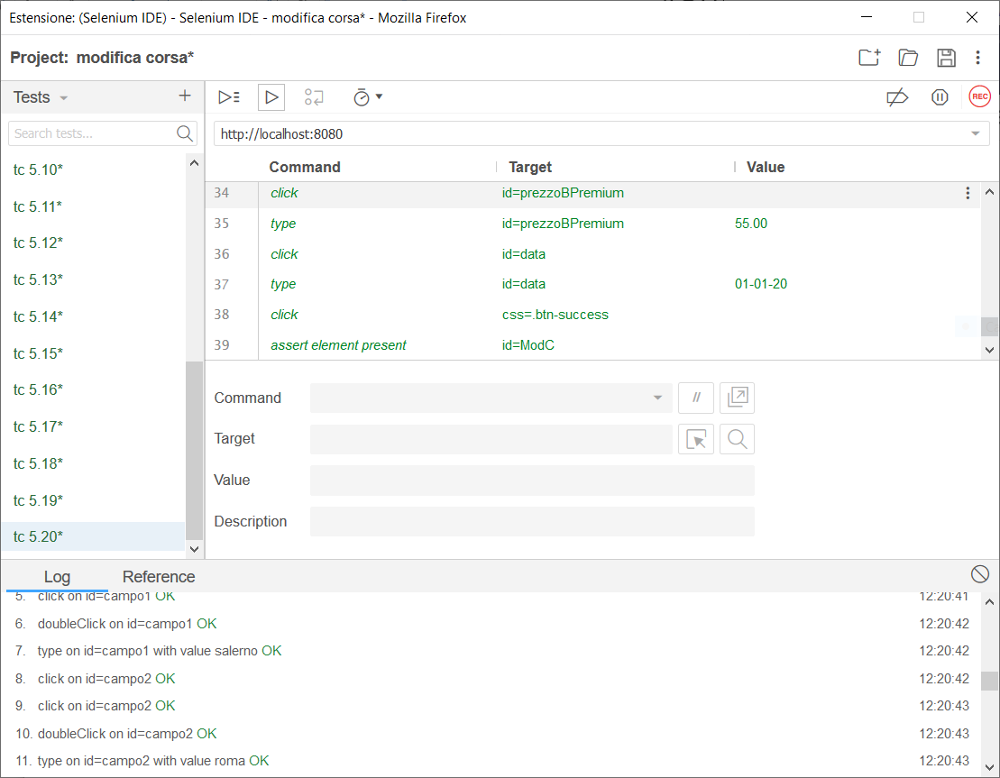 Estensione: (Selenium IDE) - Selenium IDE - modifica corsa* - Mozilla Firefox
Project: modifica corsa*
Tests
REC
Search tests...
http://localhost:8080
Command Target Value
34 click id=prezzoBPremium
35 type id=prezzoBPremium 55.00
36 click id=data
37 type id=data 01-01-20
38 click css=.btn-success
39 assert element present id=ModC
tc 5.10*
tc 5.11*
tc 5.12*
tc 5.13*
tc 5.14*
tc 5.15*
tc 5.16*
tc 5.17*
tc 5.18*
tc 5.19*
tc 5.20*
Command //
Target
Value
Description
Log Reference
5. click on id=campo1 OK 12:20:41
6. doubleClick on id=campo1 OK 12:20:42
7. type on id=campo1 with value salerno OK 12:20:42
8. click on id=campo2 OK 12:20:42
9. click on id=campo2 OK 12:20:43
10. doubleClick on id=campo2 OK 12:20:43
11. type on id=campo2 with value roma OK 12:20:43